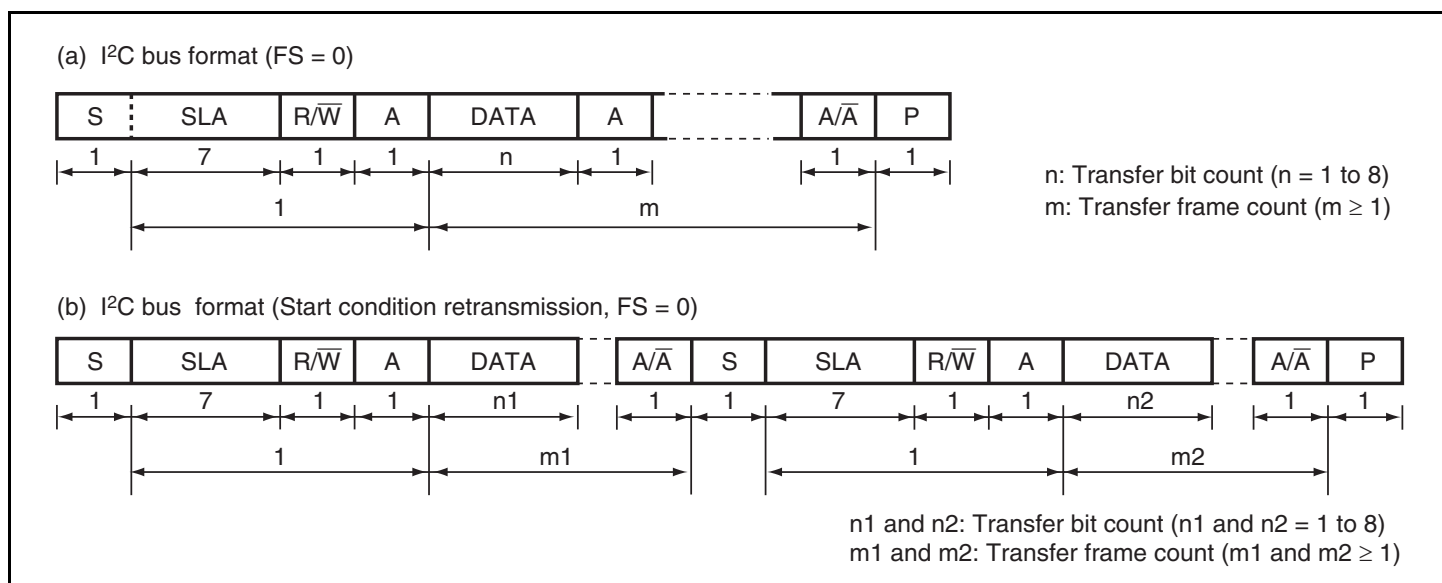 (a) I²C bus format (FS = 0)
S SLA R/W̅ A DATA A A/A̅ P
1 7 1 1 n 1 1 1
1 m
n: Transfer bit count (n = 1 to 8)
m: Transfer frame count (m ≥ 1)
(b) I²C bus format (Start condition retransmission, FS = 0)
S SLA R/W̅ A DATA A/A̅ S SLA R/W̅ A DATA A/A̅ P
1 7 1 1 n1 1 1 7 1 1 n2 1 1
1 m1 1 m2
n1 and n2: Transfer bit count (n1 and n2 = 1 to 8)
m1 and m2: Transfer frame count (m1 and m2 ≥ 1)